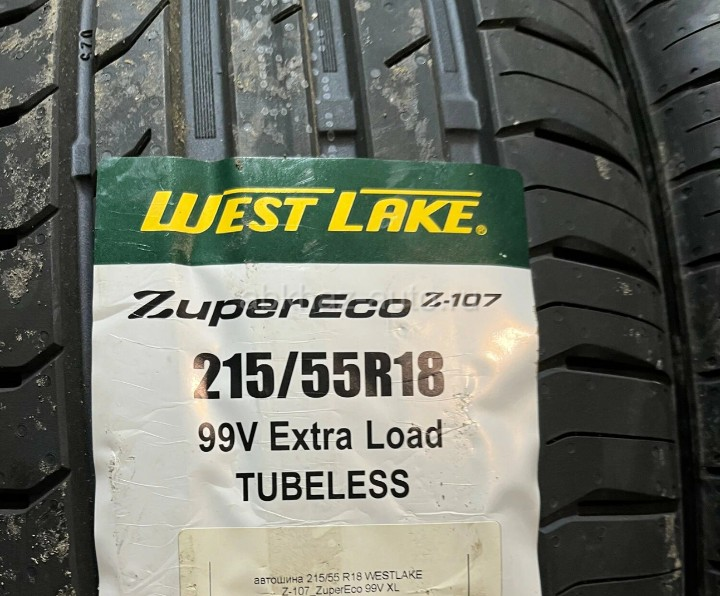 WEST LAKE®
ZuperEco Z-107
215/55R18
99V Extra Load
TUBELESS
автошина 215/55 R18 WESTLAKE
Z-107_ZuperEco 99V XL